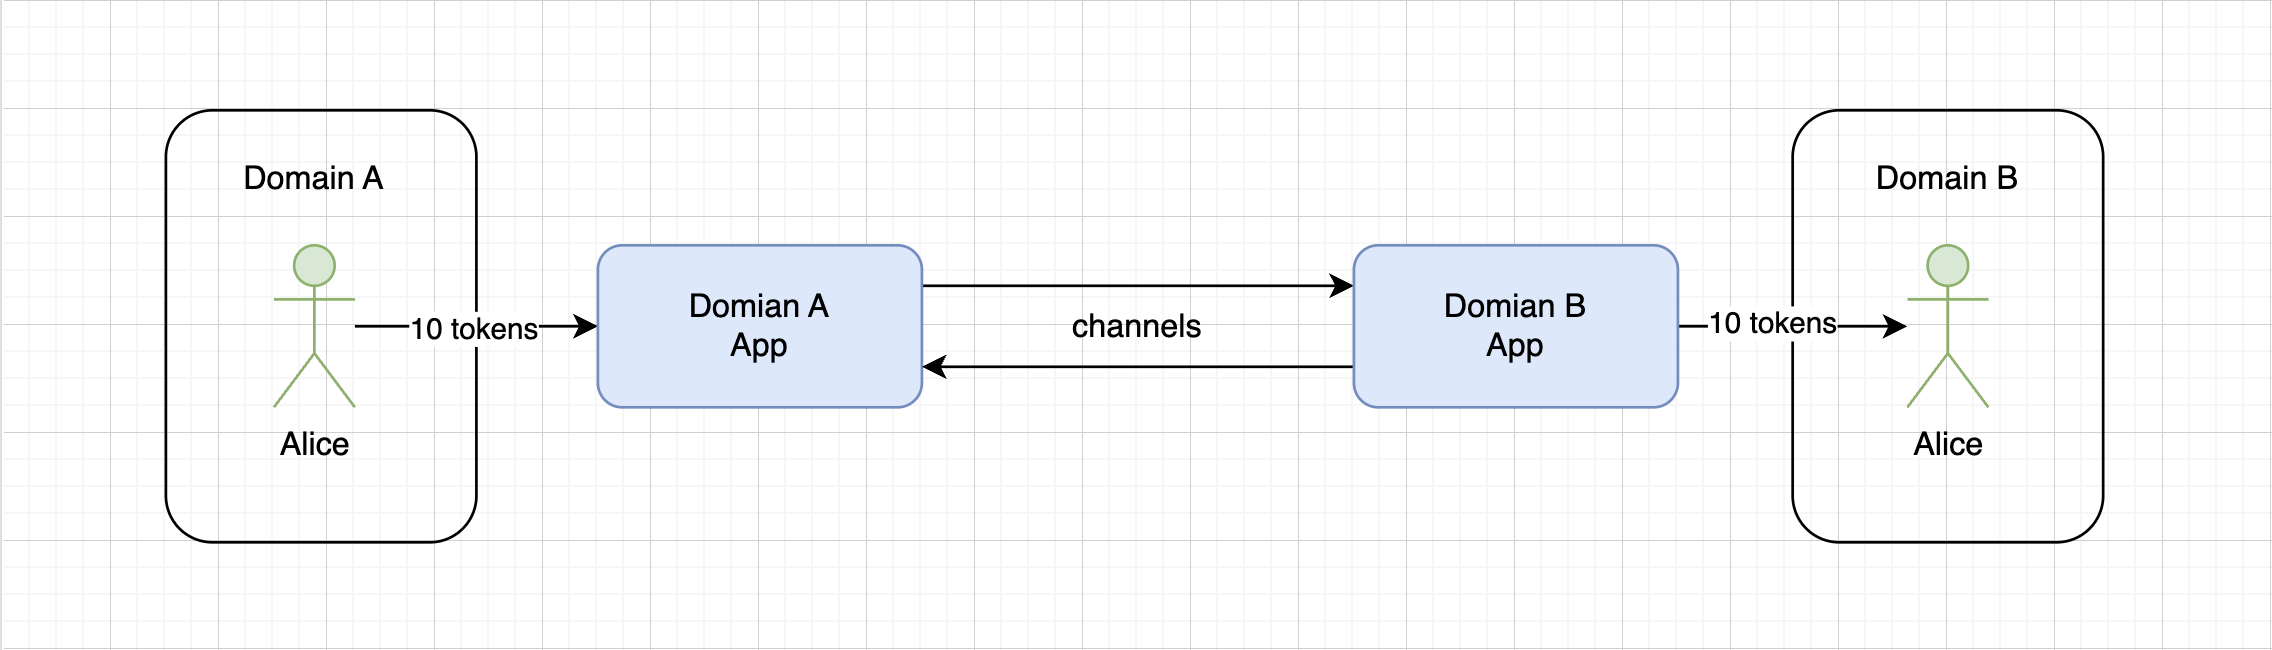 Domain A
Alice
10 tokens
Domian A
App
channels
Domian B
App
10 tokens
Domain B
Alice